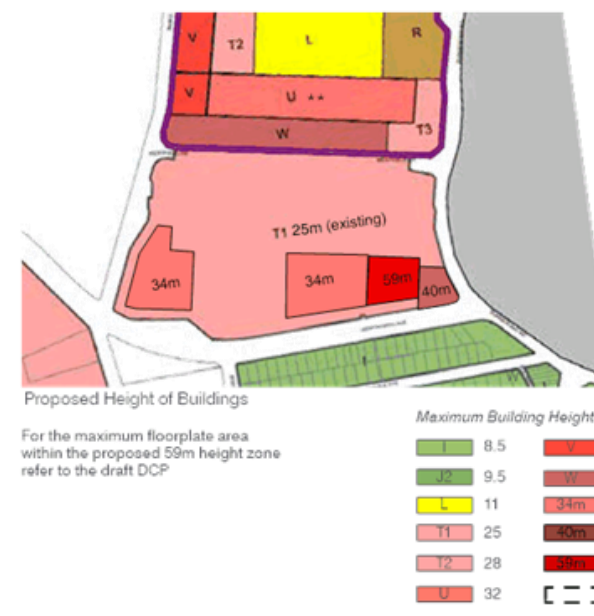 V
T2
L
R
V
U **
W
T3
T1 25m (existing)
34m
34m
59m
40m
I
W
I
Proposed Height of Buildings
For the maximum floorplate area
within the proposed 59m height zone
refer to the draft DCP
Maximum Building Height
I 8.5 V
J2 9.5 W
L 11 34m
T1 25 40m
T2 28 59m
U 32